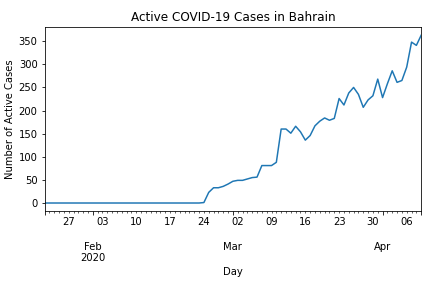 Active COVID-19 Cases in Bahrain
Number of Active Cases
350
300
250
200
150
100
50
0
27 03 10 17 24 02 09 16 23 30 06
Feb Mar Apr
2020
Day